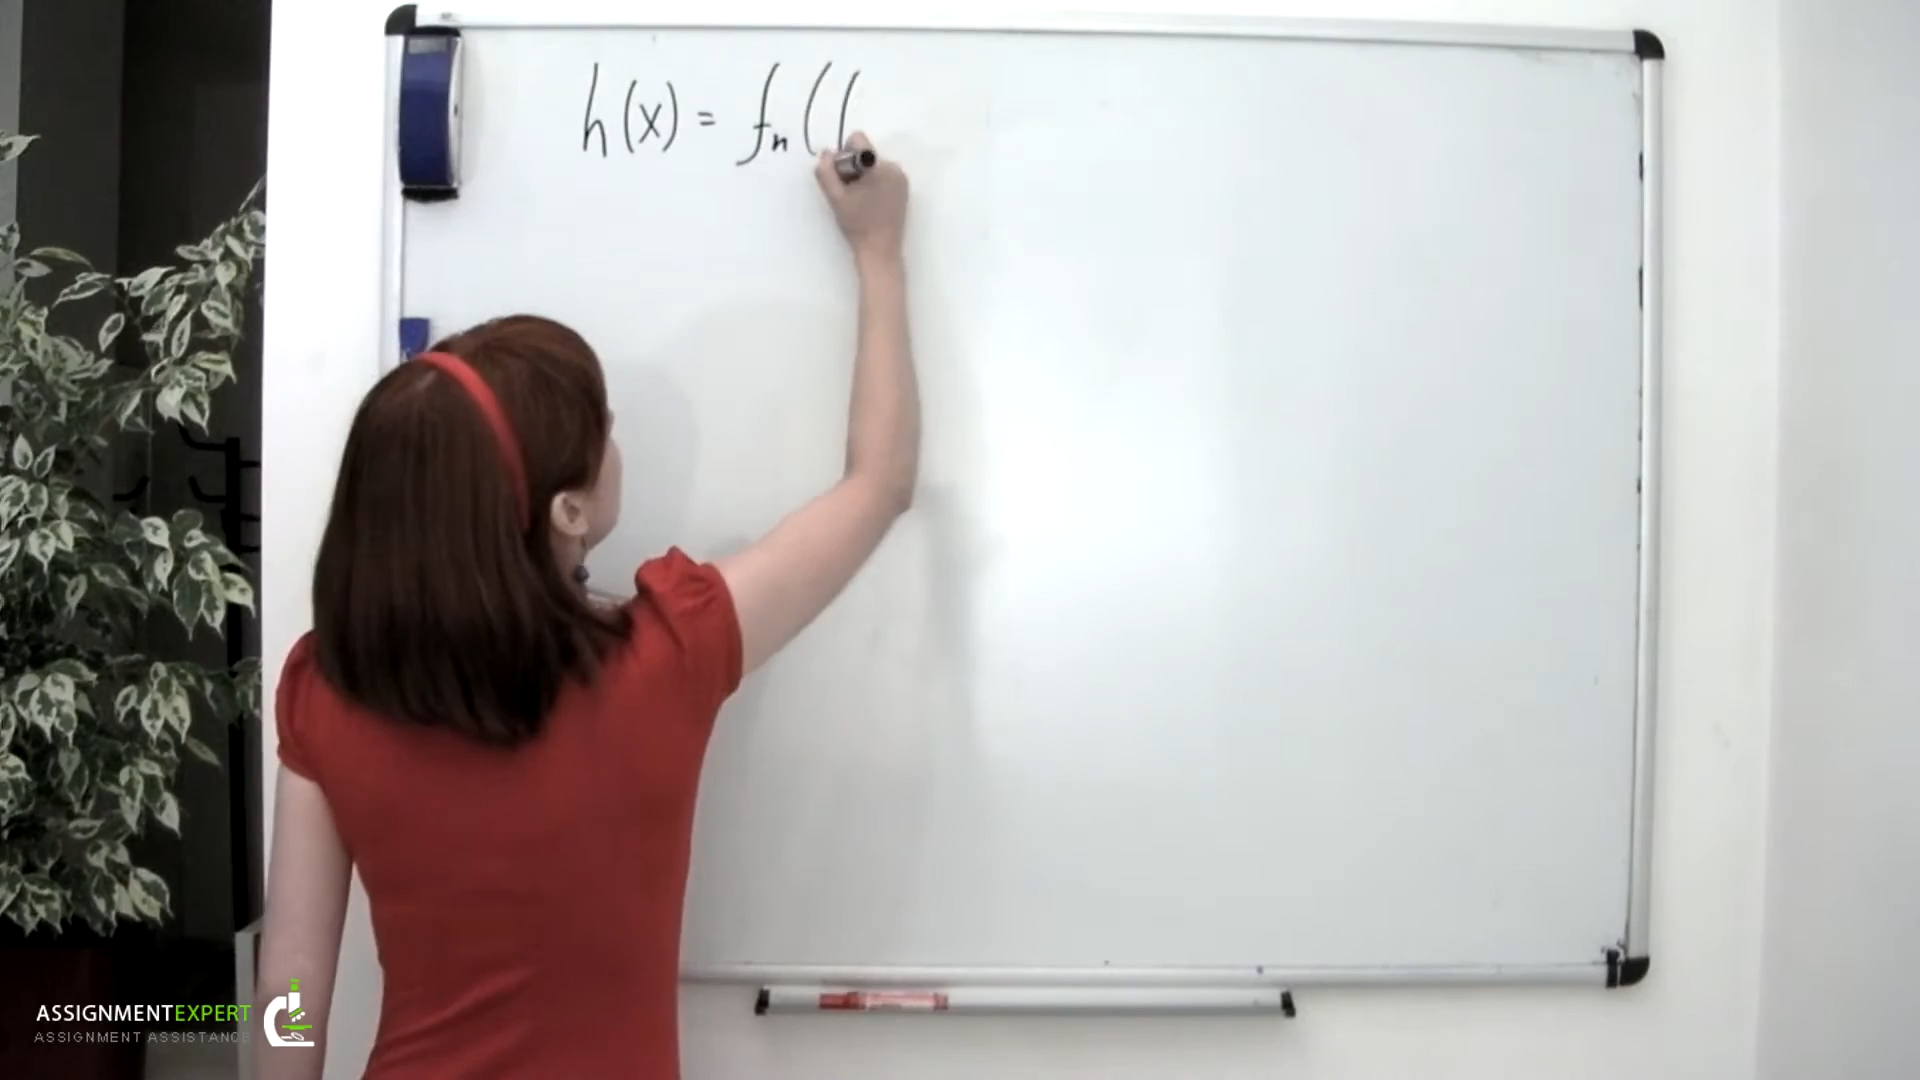 h(x) = fₙ((
ASSIGNMENTEXPERT
ASSIGNMENT ASSISTANCE